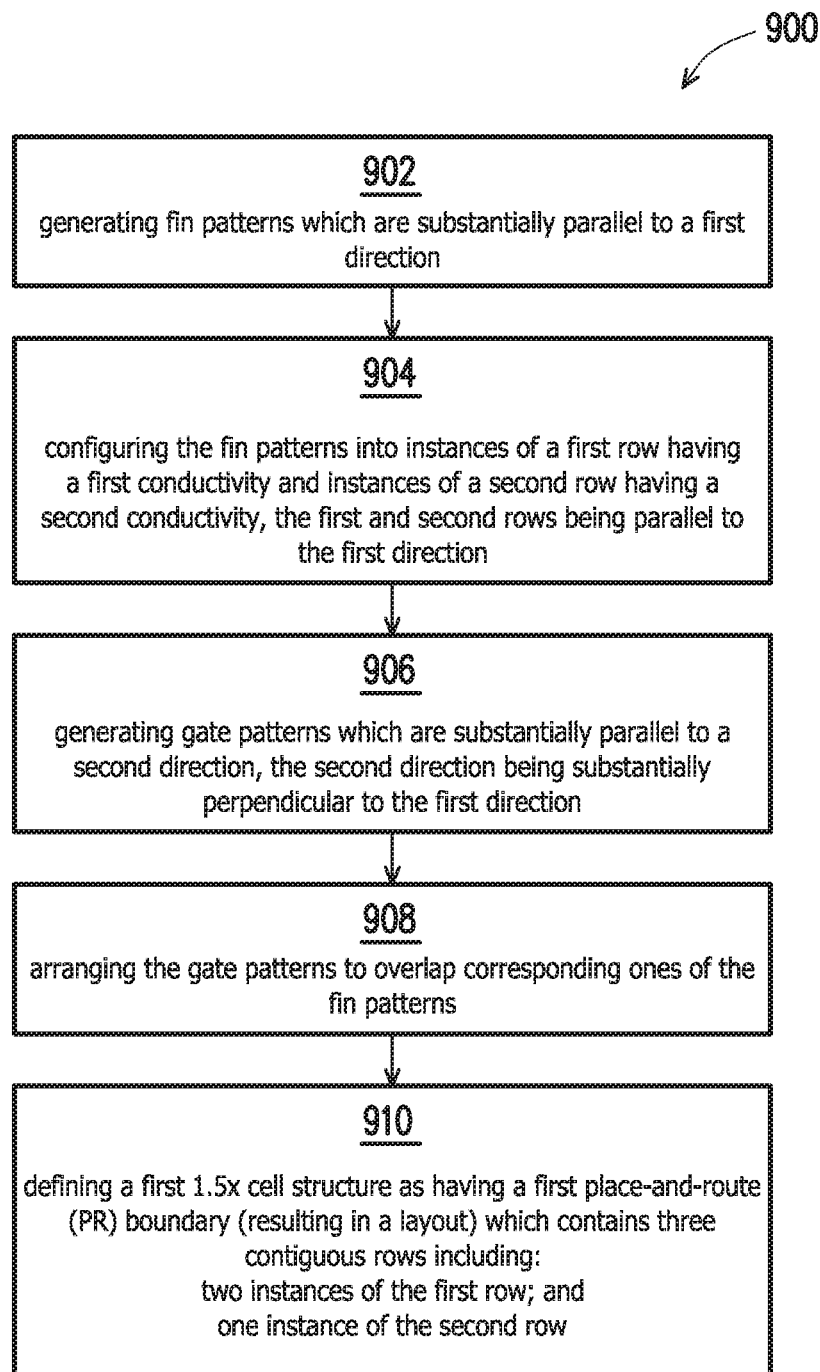 900
902
generating fin patterns which are substantially parallel to a first
direction
904
configuring the fin patterns into instances of a first row having
a first conductivity and instances of a second row having a
second conductivity, the first and second rows being parallel to
the first direction
906
generating gate patterns which are substantially parallel to a
second direction, the second direction being substantially
perpendicular to the first direction
908
arranging the gate patterns to overlap corresponding ones of the
fin patterns
910
defining a first 1.5x cell structure as having a first place-and-route
(PR) boundary (resulting in a layout) which contains three
contiguous rows including:
two instances of the first row; and
one instance of the second row